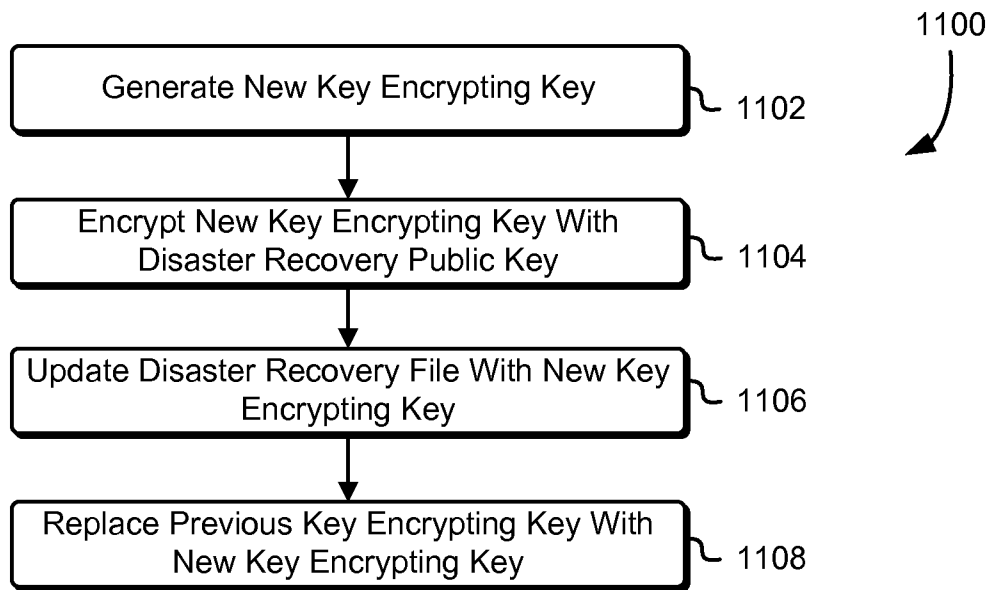 1100
Generate New Key Encrypting Key
1102
Encrypt New Key Encrypting Key With
Disaster Recovery Public Key
1104
Update Disaster Recovery File With New Key
Encrypting Key
1106
Replace Previous Key Encrypting Key With
New Key Encrypting Key
1108